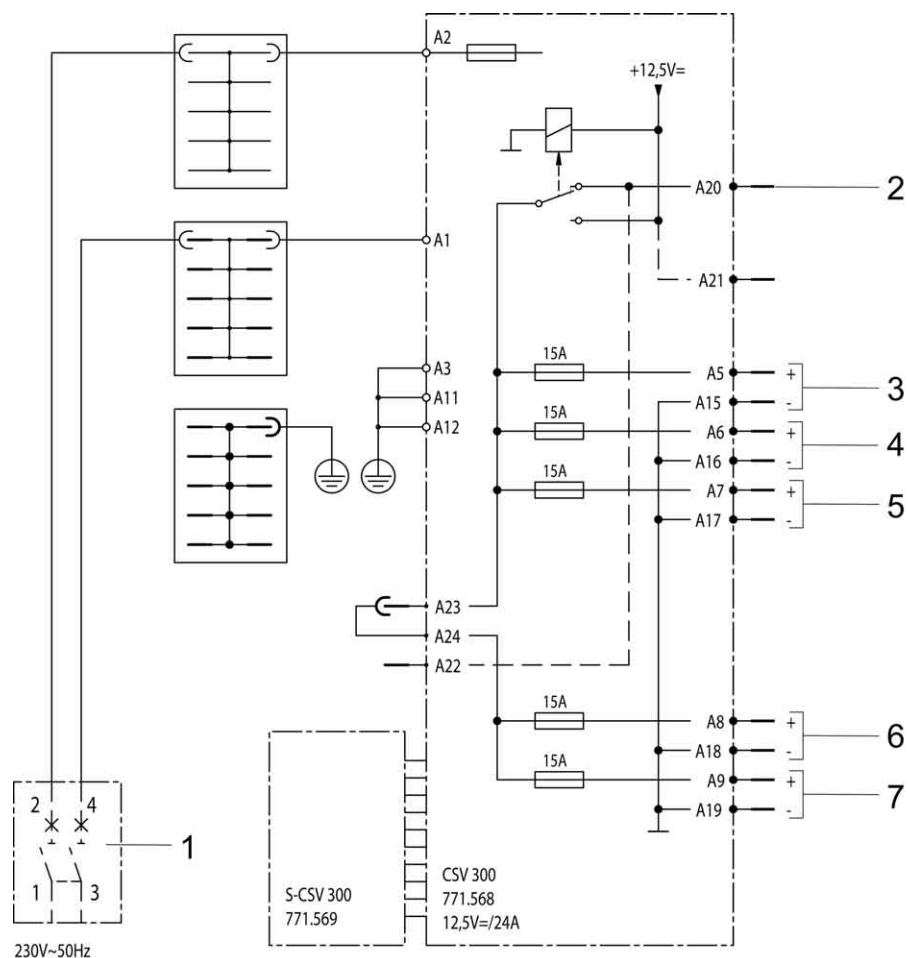 A2
+12,5V=
A20
2
A1
A21
15A
A3
A5
+
3
A11
A15
-
15A
A12
A6
+
4
A16
-
15A
A7
+
5
A17
-
A23
A24
A22
15A
A8
+
6
A18
-
15A
A9
+
7
A19
-
2
4
1
1
3
S-CSV 300
771.569
CSV 300
771.568
12,5V=/24A
230V~50Hz